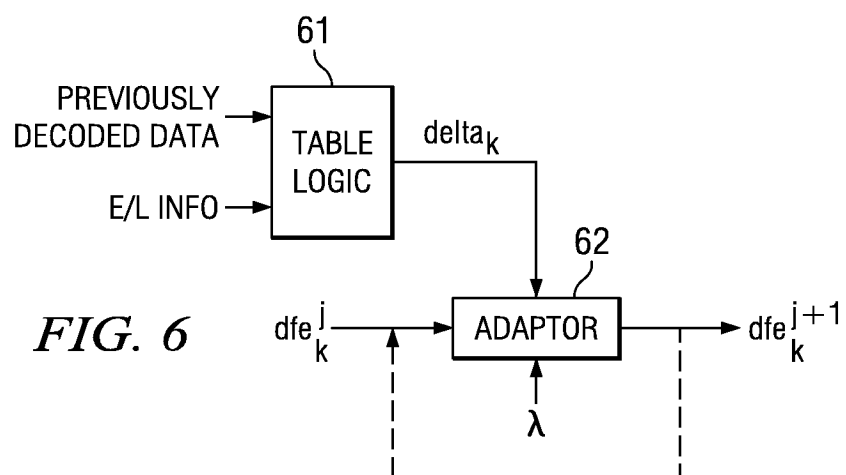 61
PREVIOUSLY
DECODED DATA
E/L INFO
TABLE
LOGIC
delta_k
62
FIG. 6
dfe_k^j
ADAPTOR
dfe_k^{j+1}
λ